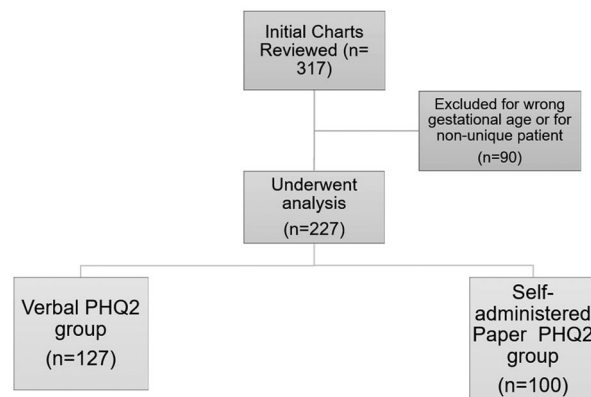 Initial Charts
Reviewed (n=
317)
Excluded for wrong
gestational age or for
non-unique patient
(n=90)
Underwent
analysis
(n=227)
Verbal PHQ2
group
(n=127)
Self-
administered
Paper PHQ2
group
(n=100)